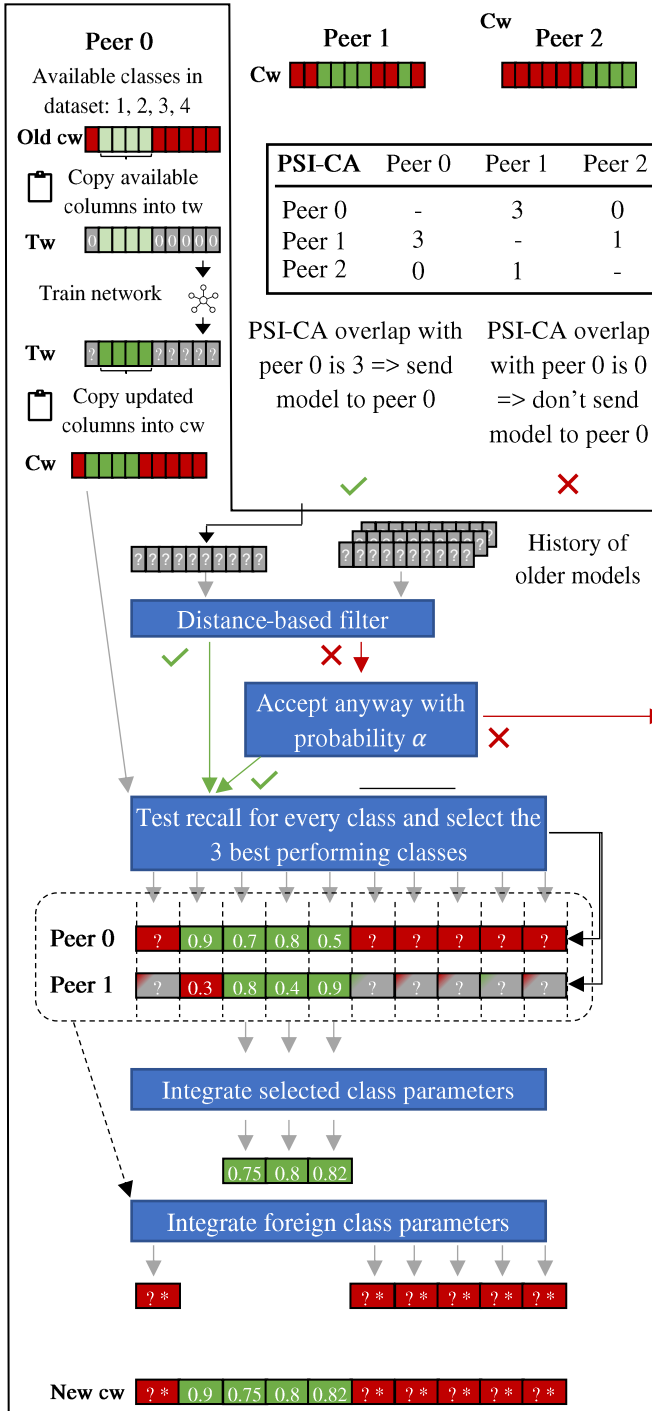 Peer 0
Available classes in
dataset: 1, 2, 3, 4
Old cw
Copy available
columns into tw
Tw 0 0 0 0 0 0
Train network
Tw ? ? ? ? ? ?
Copy updated
columns into cw
Cw
Peer 1
Cw
Cw
Peer 2
PSI-CA Peer 0 Peer 1 Peer 2
Peer 0 - 3 0
Peer 1 3 - 1
Peer 2 0 1 -
PSI-CA overlap with
peer 0 is 3 => send
model to peer 0
PSI-CA overlap
with peer 0 is 0
=> don't send
model to peer 0
? ? ? ? ? ? ? ? ? ?
? ? ? ? ? ? ? ? ? ?
History of
older models
Distance-based filter
Accept anyway with
probability α
Test recall for every class and select the
3 best performing classes
Peer 0 ? 0.9 0.7 0.8 0.5 ? ? ? ? ?
Peer 1 ? 0.3 0.8 0.4 0.9 ? ? ? ? ?
Integrate selected class parameters
0.75 0.8 0.82
Integrate foreign class parameters
? * ? * ? * ? * ? * ? *
New cw ? * 0.9 0.75 0.8 0.82 ? * ? * ? * ? * ? *